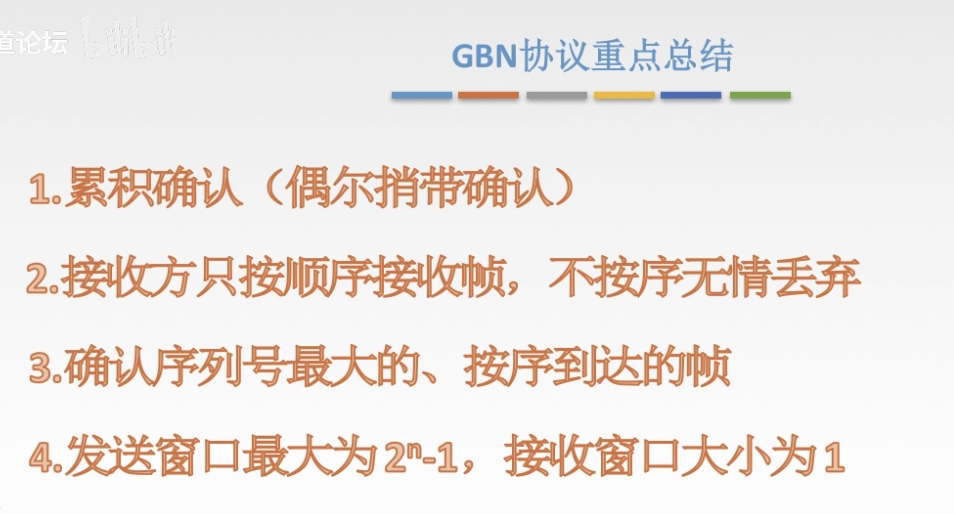 道论坛
GBN协议重点总结
1.累积确认（偶尔捎带确认）
2.接收方只按顺序接收帧，不按序无情丢弃
3.确认序列号最大的、按序到达的帧
4.发送窗口最大为2ⁿ-1，接收窗口大小为1